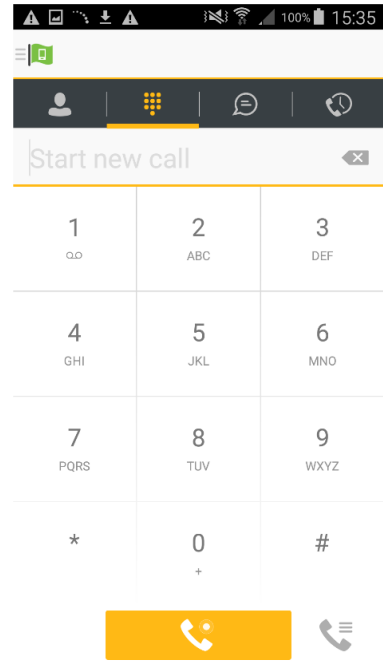 100% 15:35
Start new call
1 2 3
ABC DEF
4 5 6
GHI JKL MNO
7 8 9
PQRS TUV WXYZ
* 0 #
+